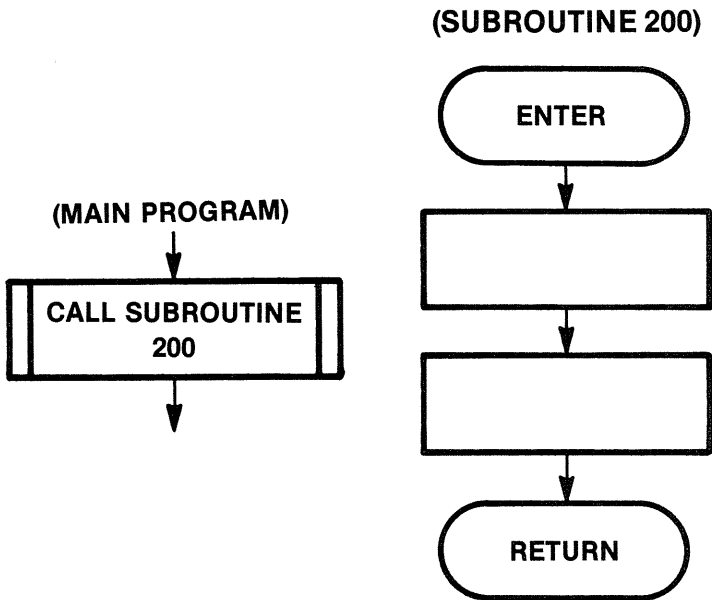 (MAIN PROGRAM)
CALL SUBROUTINE
200
(SUBROUTINE 200)
ENTER
RETURN